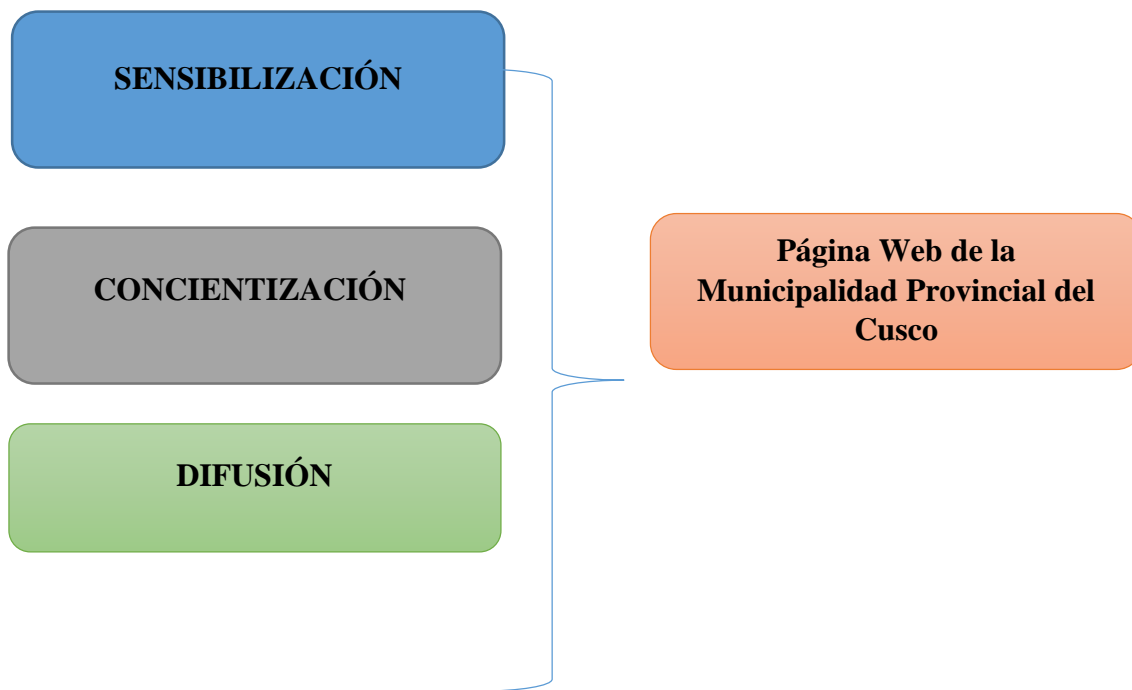 SENSIBILIZACIÓN
CONCIENTIZACIÓN
DIFUSIÓN
Página Web de la
Municipalidad Provincial del
Cusco